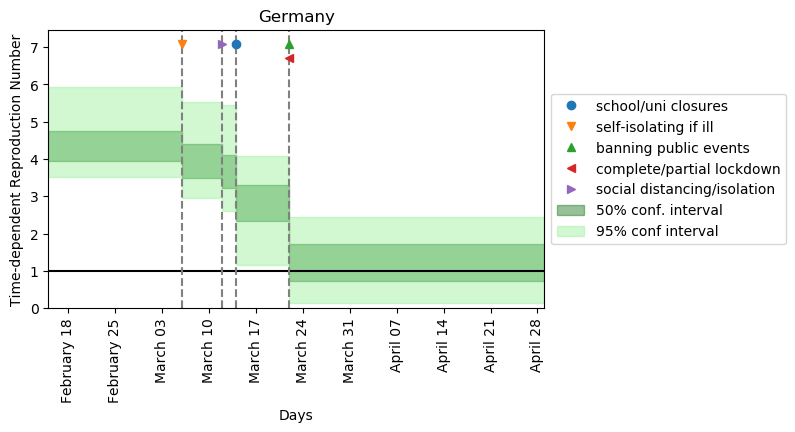 Germany
Time-dependent Reproduction Number
7
6
5
4
3
2
1
0
February 18
February 25
March 03
March 10
March 17
March 24
March 31
April 07
April 14
April 21
April 28
Days
school/uni closures
self-isolating if ill
banning public events
complete/partial lockdown
social distancing/isolation
50% conf. interval
95% conf interval